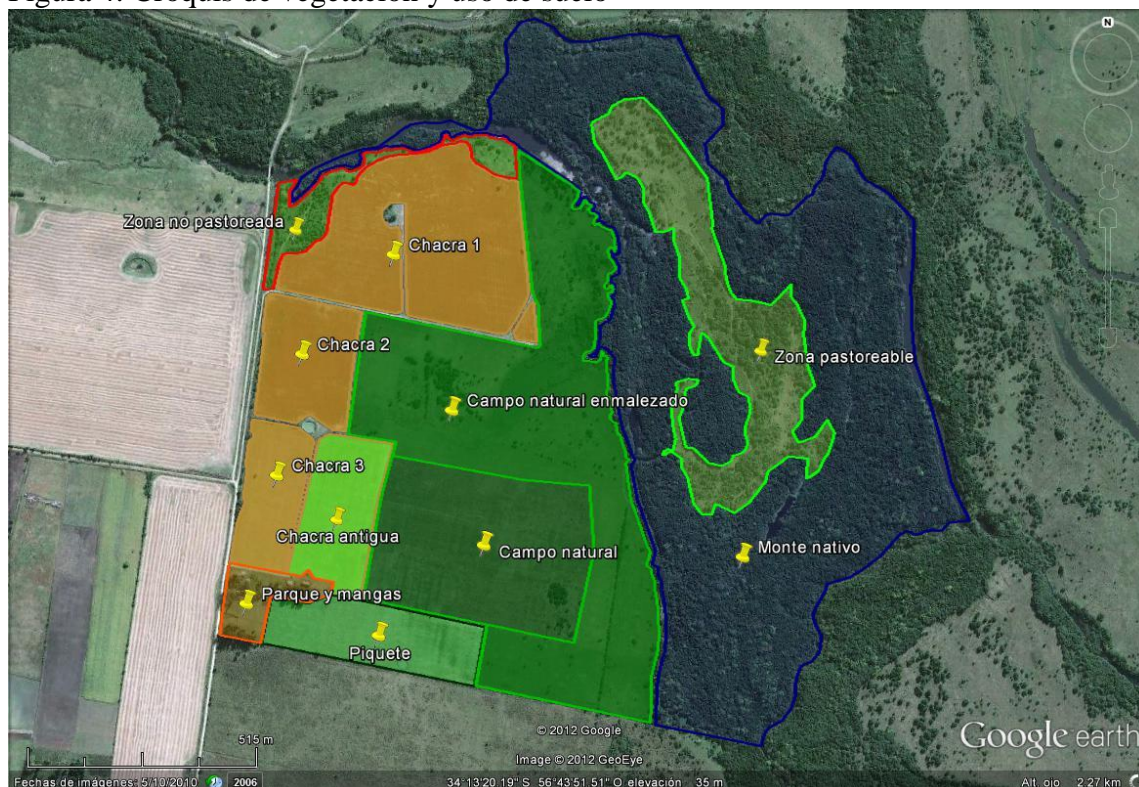 Figura 4. Croquis de vegetación y uso de suelo
N
Zona no pastoreada
Chacra 1
Chacra 2
Zona pastoreable
Campo natural enmalezado
Chacra 3
Chacra antigua
Campo natural
Monte nativo
Parque y mangas
Piquete
© 2012 Google
Image © 2012 GeoEye
Google earth
515 m
Fechas de imágenes: 5/10/2010 2006 34°13'20.19" S 56°43'51.51" O elevación 35 m Alt. ojo 2.27 km